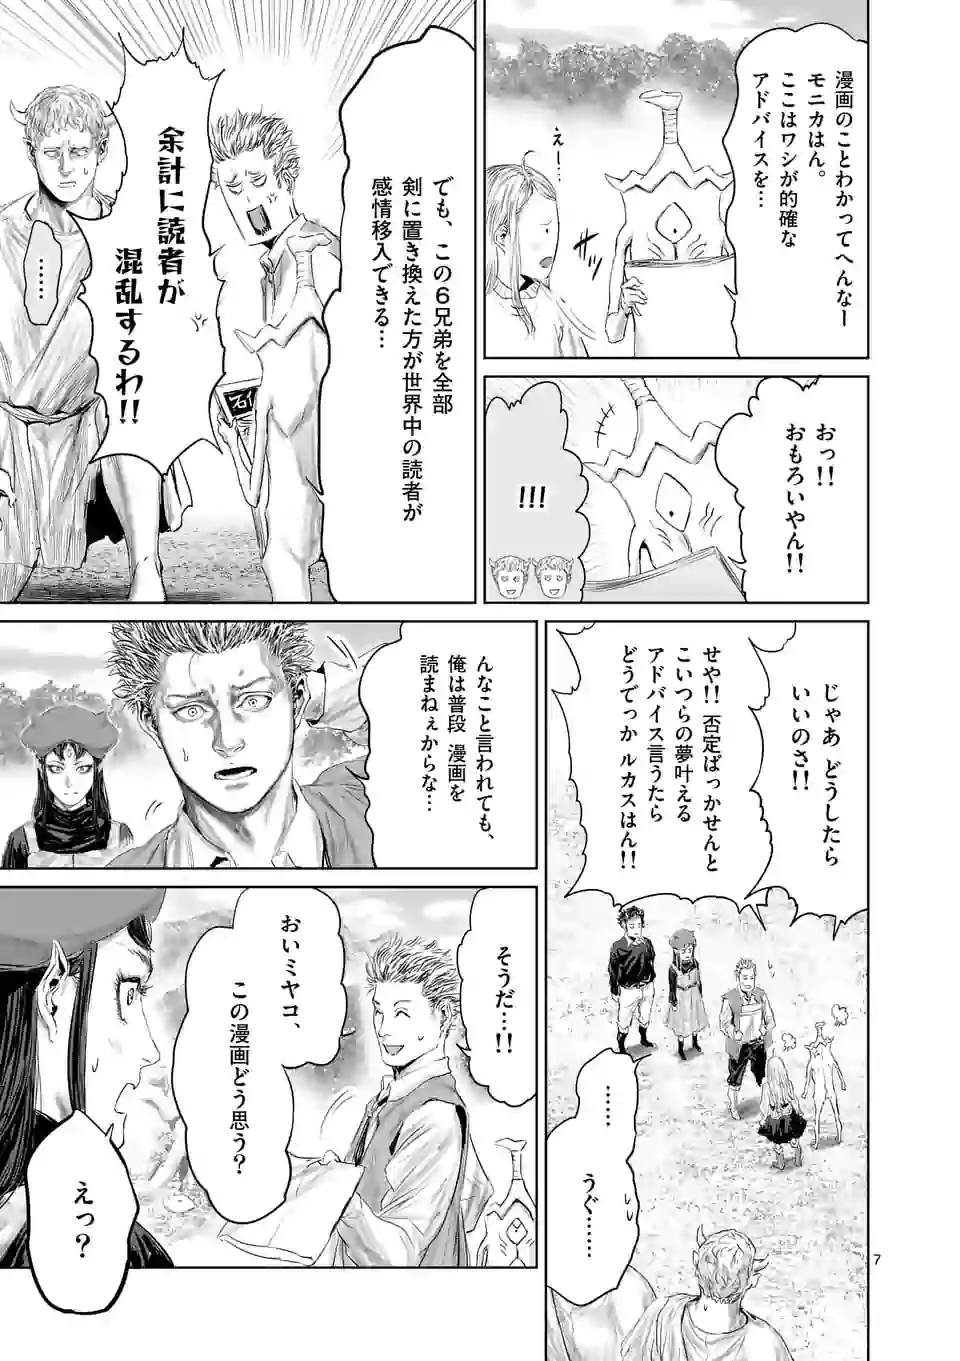 漫画のことわかってへんなー
モニカはん。
ここはワシが的確な
アドバイスを…
えー……
おっ!!
おもろいやん!!
!!!
でも、この6兄弟を全部
剣に置き換えた方が世界中の読者が
感情移入できる…
余計に読者が
混乱するわ!!
……
じゃあ どうしたら
いいのさ!!
せや!! 否定ばっかせんと
こいつらの夢叶える
アドバイス言うたら
どうでっか ルカスはん!!
……
うぐ……
んなこと言われても、
俺は普段 漫画を
読まねぇからな…
そうだ…!!
おいミヤコ、
この漫画どう思う?
えっ?
7